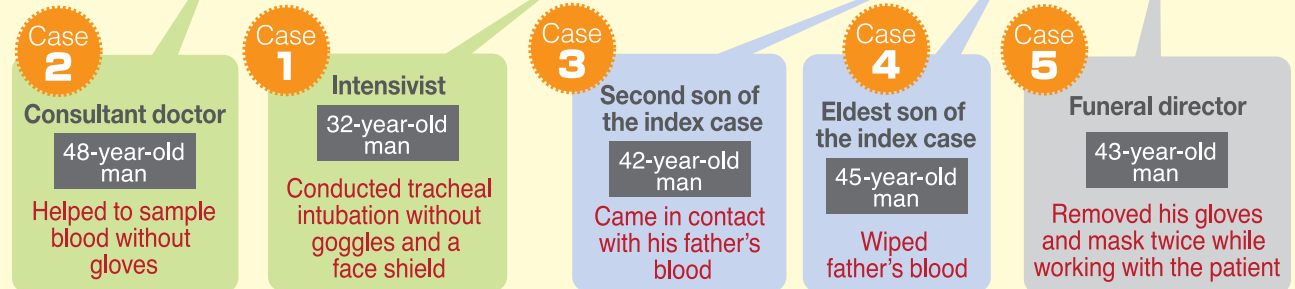 Case
2
Consultant doctor
48-year-old
man
Helped to sample
blood without
gloves
Case
1
Intensivist
32-year-old
man
Conducted tracheal
intubation without
goggles and a
face shield
Case
3
Second son of
the index case
42-year-old
man
Came in contact
with his father's
blood
Case
4
Eldest son of
the index case
45-year-old
man
Wiped
father's blood
Case
5
Funeral director
43-year-old
man
Removed his gloves
and mask twice while
working with the patient